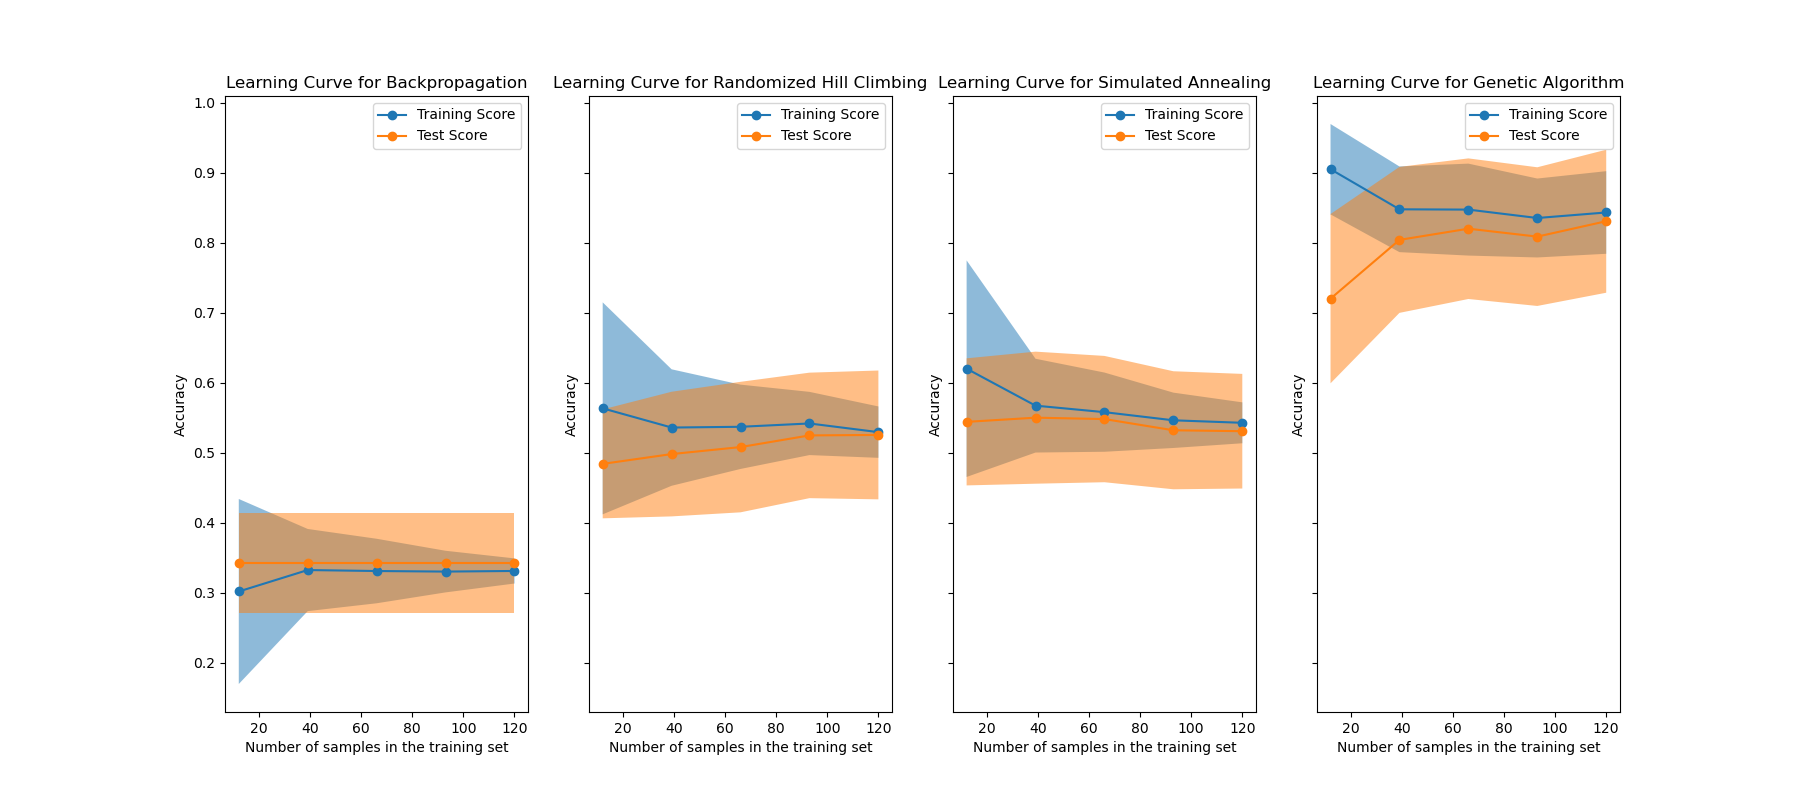 Learning Curve for Backpropagation
Training Score
Test Score
1.0
0.9
0.8
0.7
0.6
0.5
0.4
0.3
0.2
Accuracy
20 40 60 80 100 120
Number of samples in the training set
Learning Curve for Randomized Hill Climbing
Training Score
Test Score
Accuracy
20 40 60 80 100 120
Number of samples in the training set
Learning Curve for Simulated Annealing
Training Score
Test Score
Accuracy
20 40 60 80 100 120
Number of samples in the training set
Learning Curve for Genetic Algorithm
Training Score
Test Score
Accuracy
20 40 60 80 100 120
Number of samples in the training set